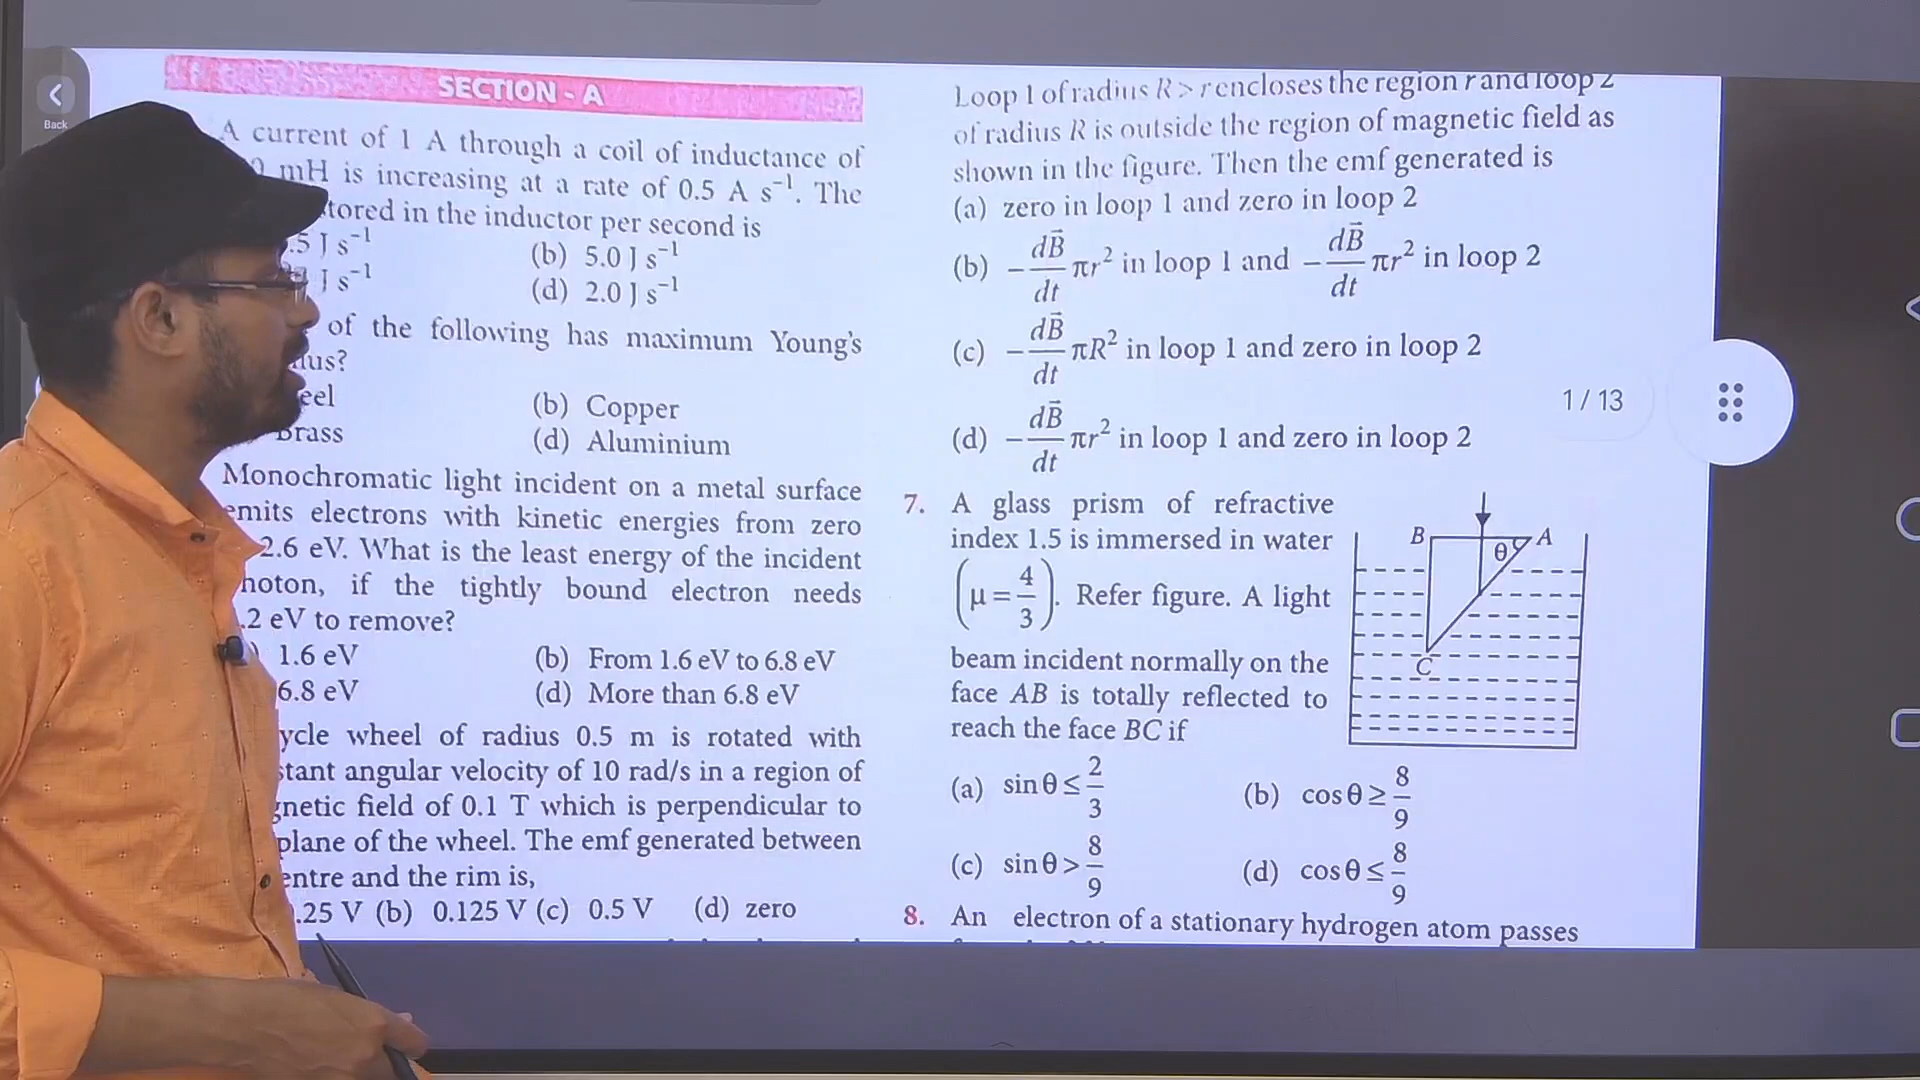 Back
SECTION - A
A current of 1 A through a coil of inductance of
mH is increasing at a rate of 0.5 A s⁻¹. The
tored in the inductor per second is
.5 J s⁻¹ (b) 5.0 J s⁻¹
J s⁻¹ (d) 2.0 J s⁻¹
of the following has maximum Young's
lus?
eel (b) Copper
Brass (d) Aluminium
Monochromatic light incident on a metal surface
emits electrons with kinetic energies from zero
2.6 eV. What is the least energy of the incident
hoton, if the tightly bound electron needs
.2 eV to remove?
1.6 eV (b) From 1.6 eV to 6.8 eV
6.8 eV (d) More than 6.8 eV
ycle wheel of radius 0.5 m is rotated with
stant angular velocity of 10 rad/s in a region of
gnetic field of 0.1 T which is perpendicular to
plane of the wheel. The emf generated between
entre and the rim is,
.25 V (b) 0.125 V (c) 0.5 V (d) zero
Loop 1 of radius R > r encloses the region r and loop 2
of radius R is outside the region of magnetic field as
shown in the figure. Then the emf generated is
(a) zero in loop 1 and zero in loop 2
(b) −dB⃗/dt πr² in loop 1 and −dB⃗/dt πr² in loop 2
(c) −dB⃗/dt πR² in loop 1 and zero in loop 2
(d) −dB⃗/dt πr² in loop 1 and zero in loop 2
7. A glass prism of refractive
index 1.5 is immersed in water
(μ = 4/3). Refer figure. A light
beam incident normally on the
face AB is totally reflected to
reach the face BC if
B A
θ
C
(a) sin θ ≤ 2/3 (b) cos θ ≥ 8/9
(c) sin θ > 8/9 (d) cos θ ≤ 8/9
8. An electron of a stationary hydrogen atom passes
1 / 13